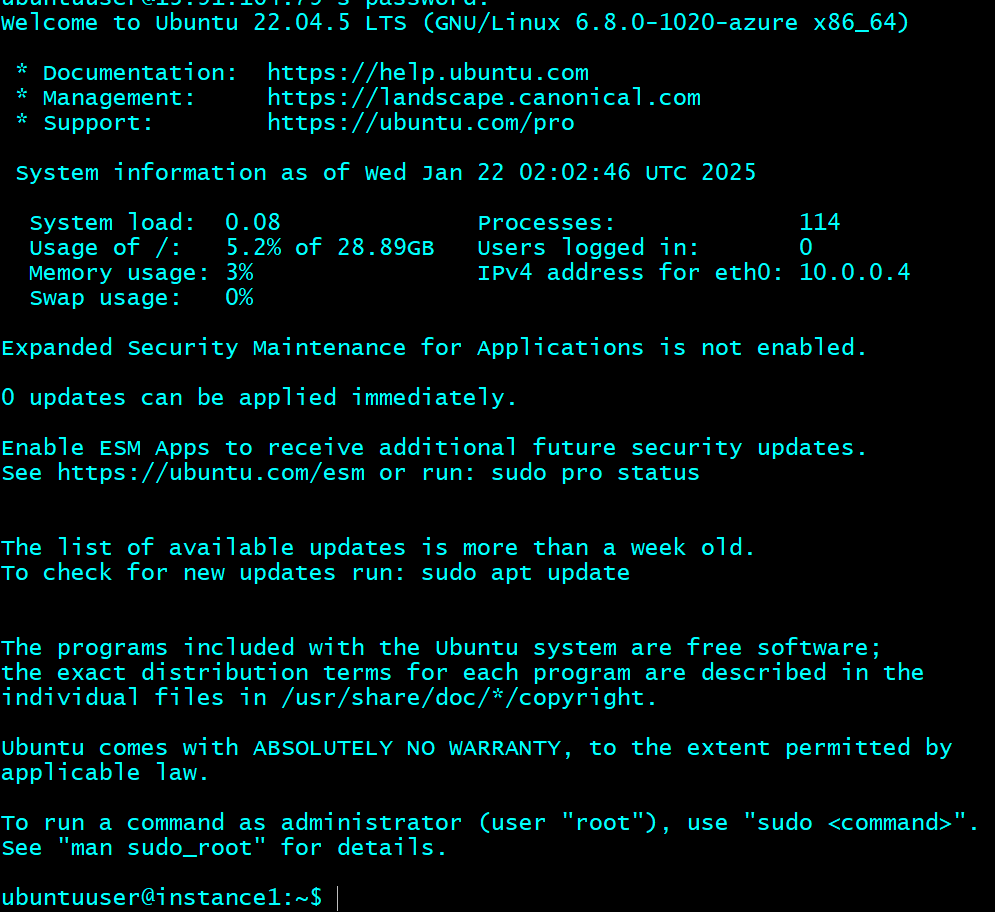 Welcome to Ubuntu 22.04.5 LTS (GNU/Linux 6.8.0-1020-azure x86_64)
* Documentation:  https://help.ubuntu.com
* Management:     https://landscape.canonical.com
* Support:        https://ubuntu.com/pro
System information as of Wed Jan 22 02:02:46 UTC 2025
System load:  0.08              Processes:             114
Usage of /:   5.2% of 28.89GB   Users logged in:       0
Memory usage: 3%                IPv4 address for eth0: 10.0.0.4
Swap usage:   0%
Expanded Security Maintenance for Applications is not enabled.
0 updates can be applied immediately.
Enable ESM Apps to receive additional future security updates.
See https://ubuntu.com/esm or run: sudo pro status
The list of available updates is more than a week old.
To check for new updates run: sudo apt update
The programs included with the Ubuntu system are free software;
the exact distribution terms for each program are described in the
individual files in /usr/share/doc/*/copyright.
Ubuntu comes with ABSOLUTELY NO WARRANTY, to the extent permitted by
applicable law.
To run a command as administrator (user "root"), use "sudo <command>".
See "man sudo_root" for details.
ubuntuuser@instance1:~$